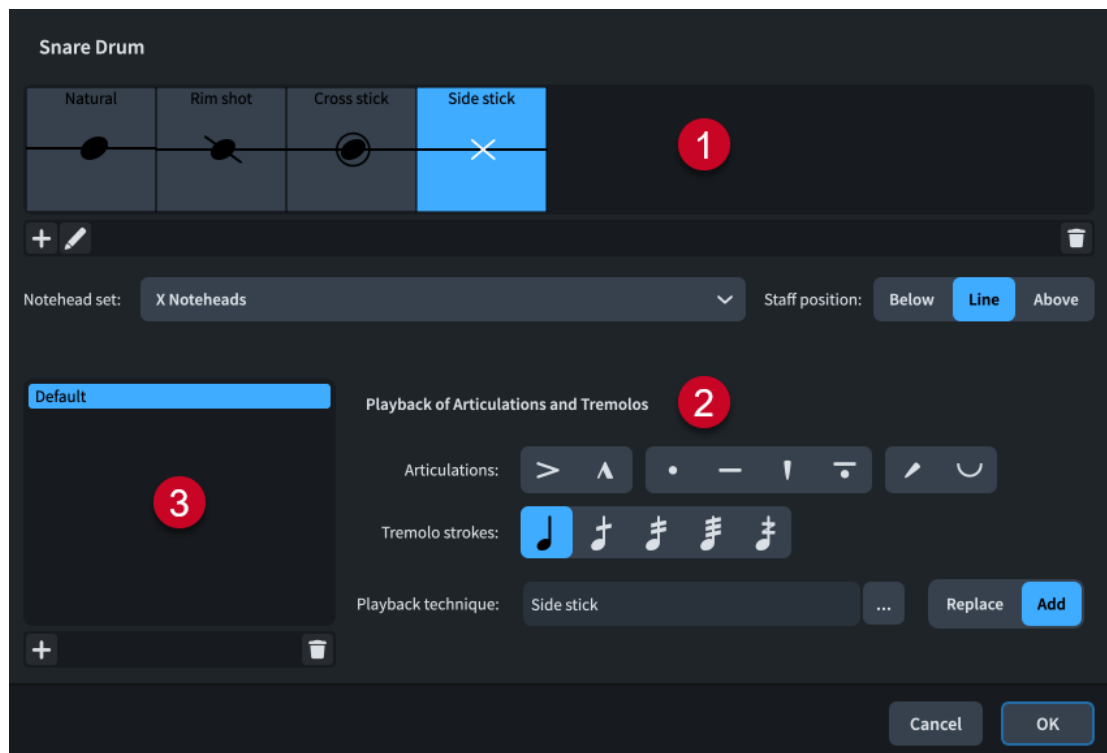 Snare Drum
Natural Rim shot Cross stick Side stick
1
Notehead set: X Noteheads Staff position: Below Line Above
Default
Playback of Articulations and Tremolos 2
Articulations:
3
Tremolo strokes:
Playback technique: Side stick ... Replace Add
Cancel OK